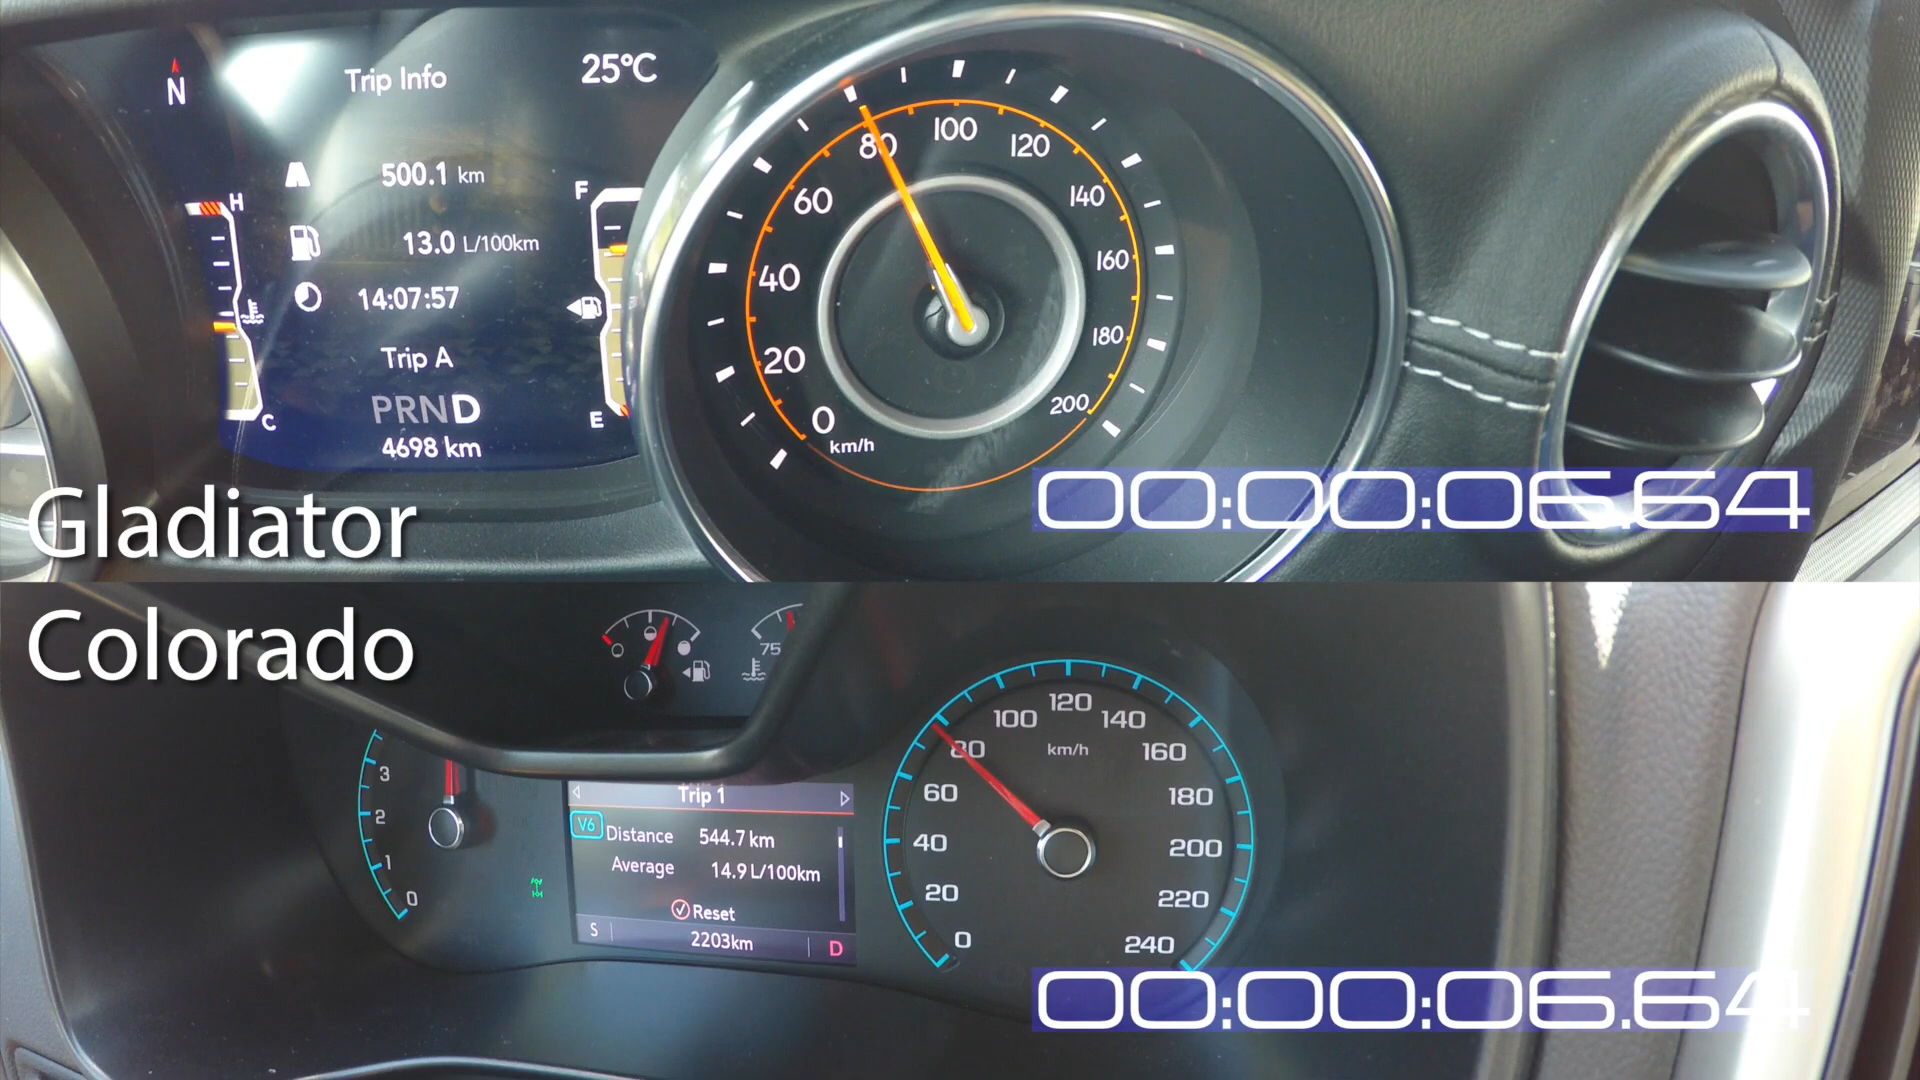 N
Trip Info
25°C
500.1 km
13.0 L/100km
14:07:57
Trip A
PRND
4698 km
H
C
F
E
0
20
40
60
80
100
120
140
160
180
200
km/h
00:00:06.64
Gladiator
Colorado
75
3
2
1
0
Trip 1
V6
Distance 544.7 km
Average 14.9 L/100km
Reset
S
2203km
D
0
20
40
60
80
100
120
140
160
180
200
220
240
km/h
00:00:06.64